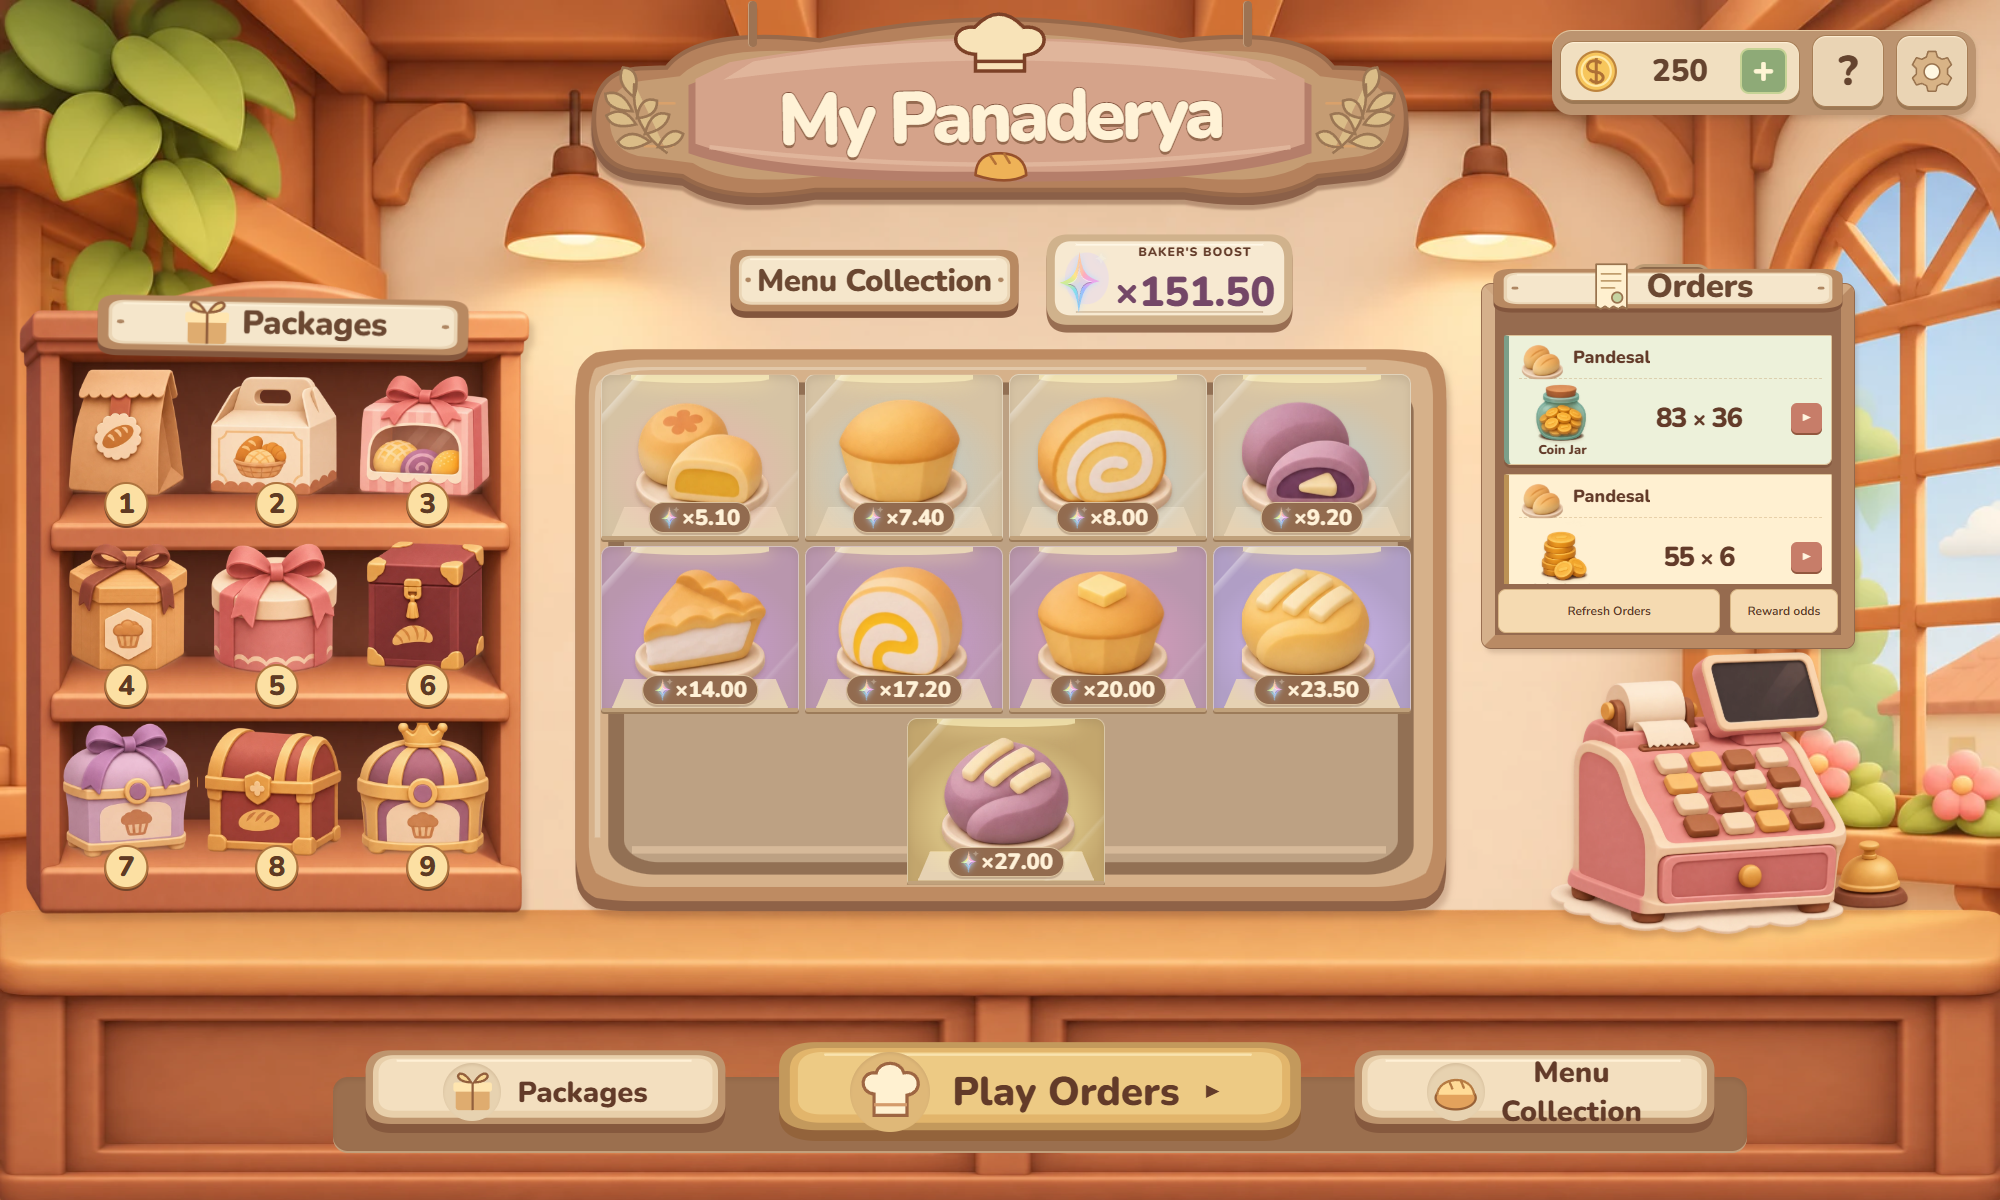 My Panaderya
250
+
?
Menu Collection
BAKER'S BOOST
×151.50
Packages
1
2
3
4
5
6
7
8
9
×5.10
×7.40
×8.00
×9.20
×14.00
×17.20
×20.00
×23.50
×27.00
Orders
Pandesal
83 × 36
Coin Jar
Pandesal
55 × 6
Refresh Orders
Reward odds
Packages
Play Orders
Menu
Collection